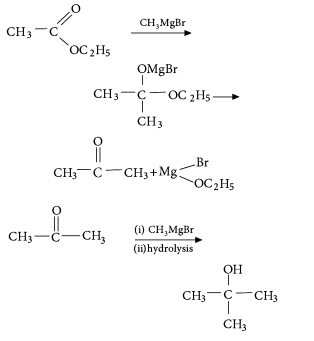 O
CH3 — C CH3MgBr
OC2H5
OMgBr
CH3 — C — OC2H5
CH3
O
CH3 — C — CH3 + Mg Br
OC2H5
O
CH3 — C — CH3 (i) CH3MgBr
(ii)hydrolysis
OH
CH3 — C — CH3
CH3